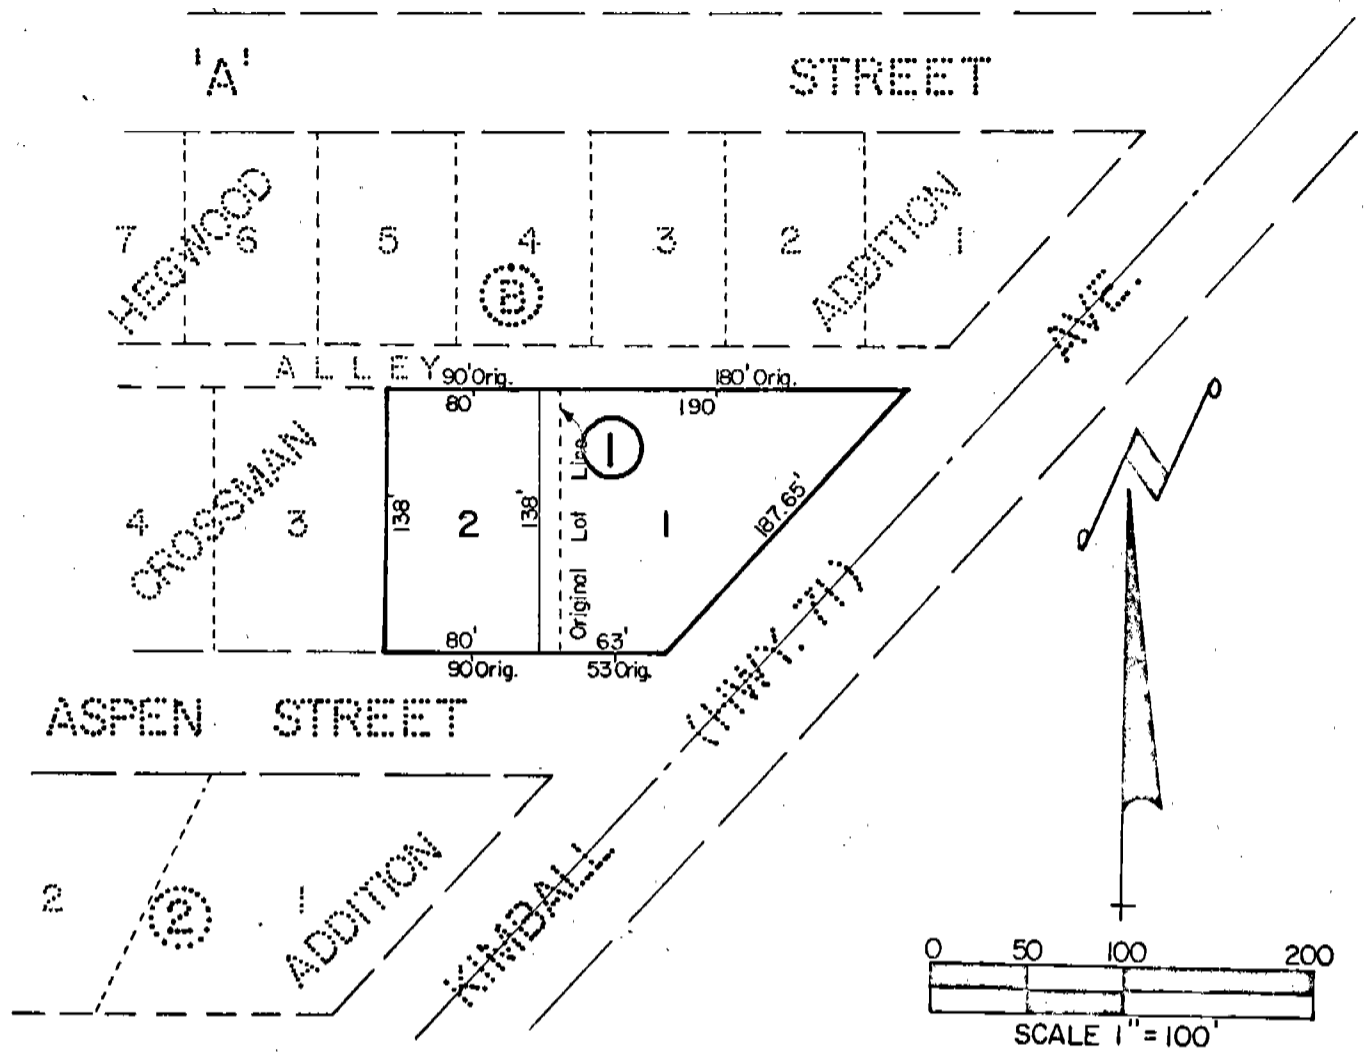 'A' STREET
HEGWOOD ADDITION
7 6 5 4 3 2 1
B
ALLEY
90' Orig. 180' Orig.
80' 190'
1
CROSSMAN
4 3
138' 2 138' Original Lot Line 1 187.65'
80' 63'
90 Orig. 53 Orig.
AVE.
(HWY. 71)
ASPEN STREET
N
2 2 1
ADDITION
KIMBALL
0 50 100 200
SCALE 1"=100'